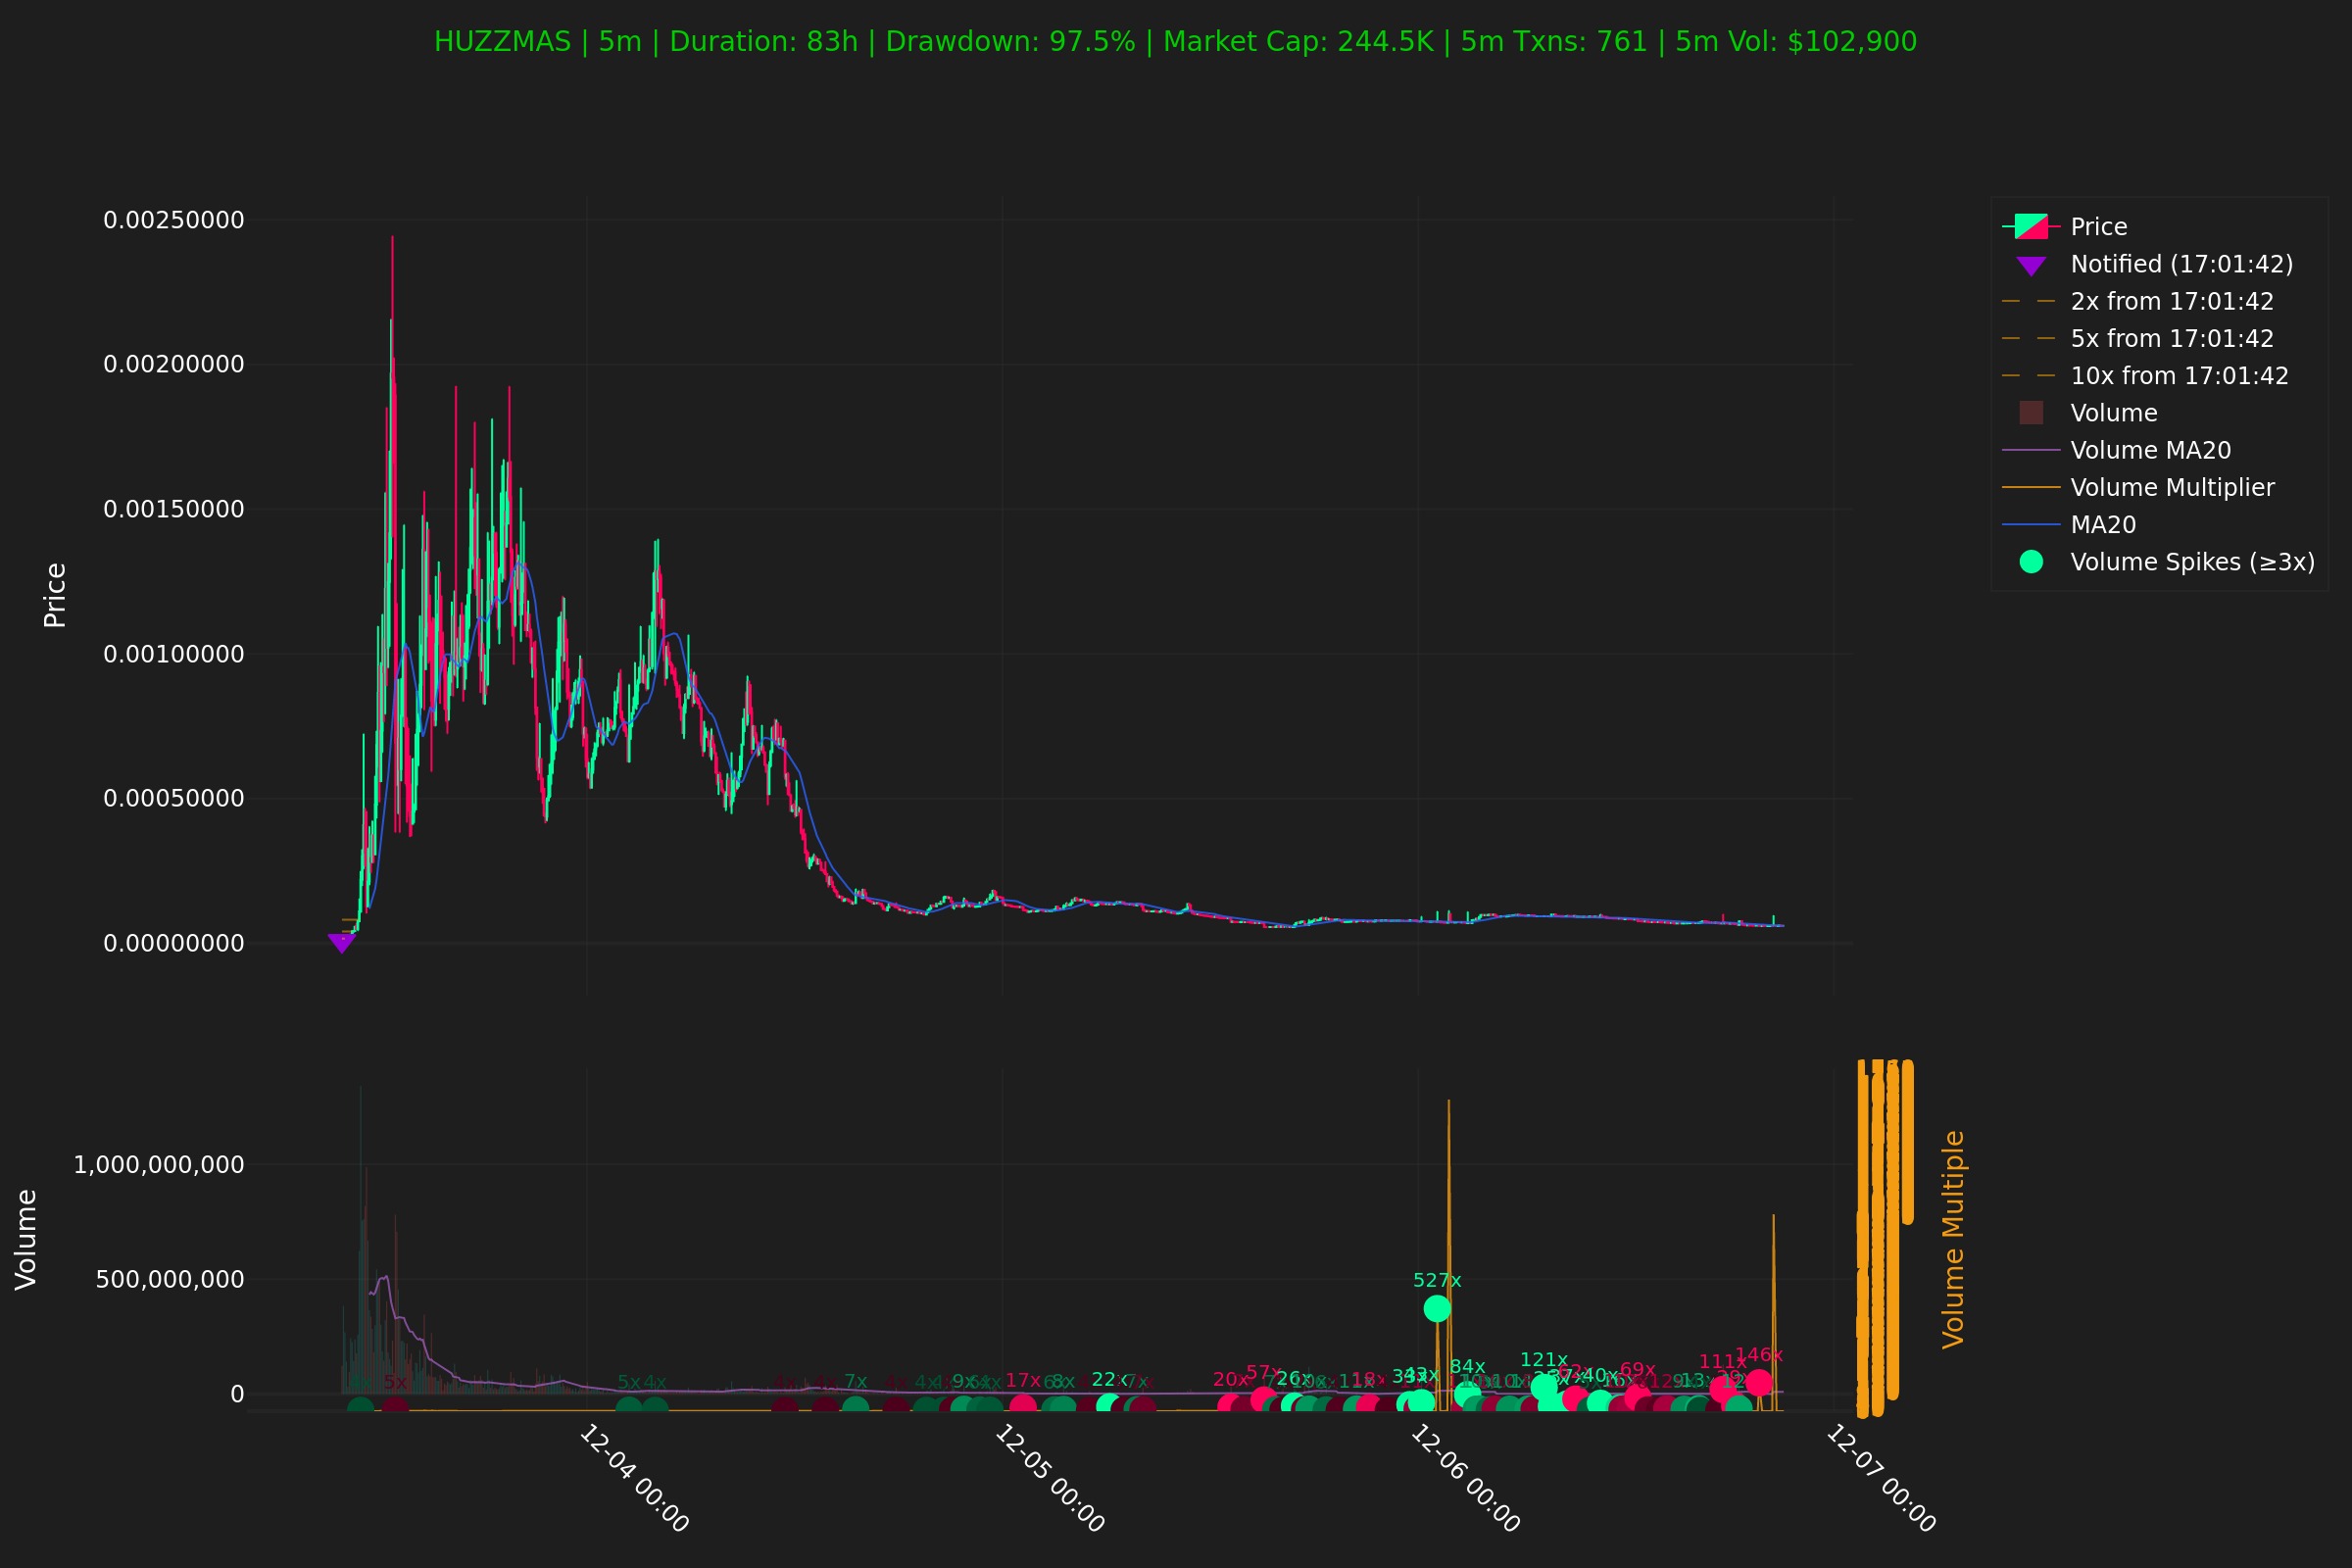 HUZZMAS | 5m | Duration: 83h | Drawdown: 97.5% | Market Cap: 244.5K | 5m Txns: 761 | 5m Vol: $102,900
Price
0.00250000
0.00200000
0.00150000
0.00100000
0.00050000
0.00000000
Price
Notified (17:01:42)
2x from 17:01:42
5x from 17:01:42
10x from 17:01:42
Volume
Volume MA20
Volume Multiplier
MA20
Volume Spikes (≥3x)
Volume
1,000,000,000
500,000,000
0
5x
5x
4x
7x
9x
17x
8x
22x
7x
20x
57x
26x
11x
43x
527x
84x
121x
40x
69x
111x
146x
Volume Multiple
12-04 00:00
12-05 00:00
12-06 00:00
12-07 00:00